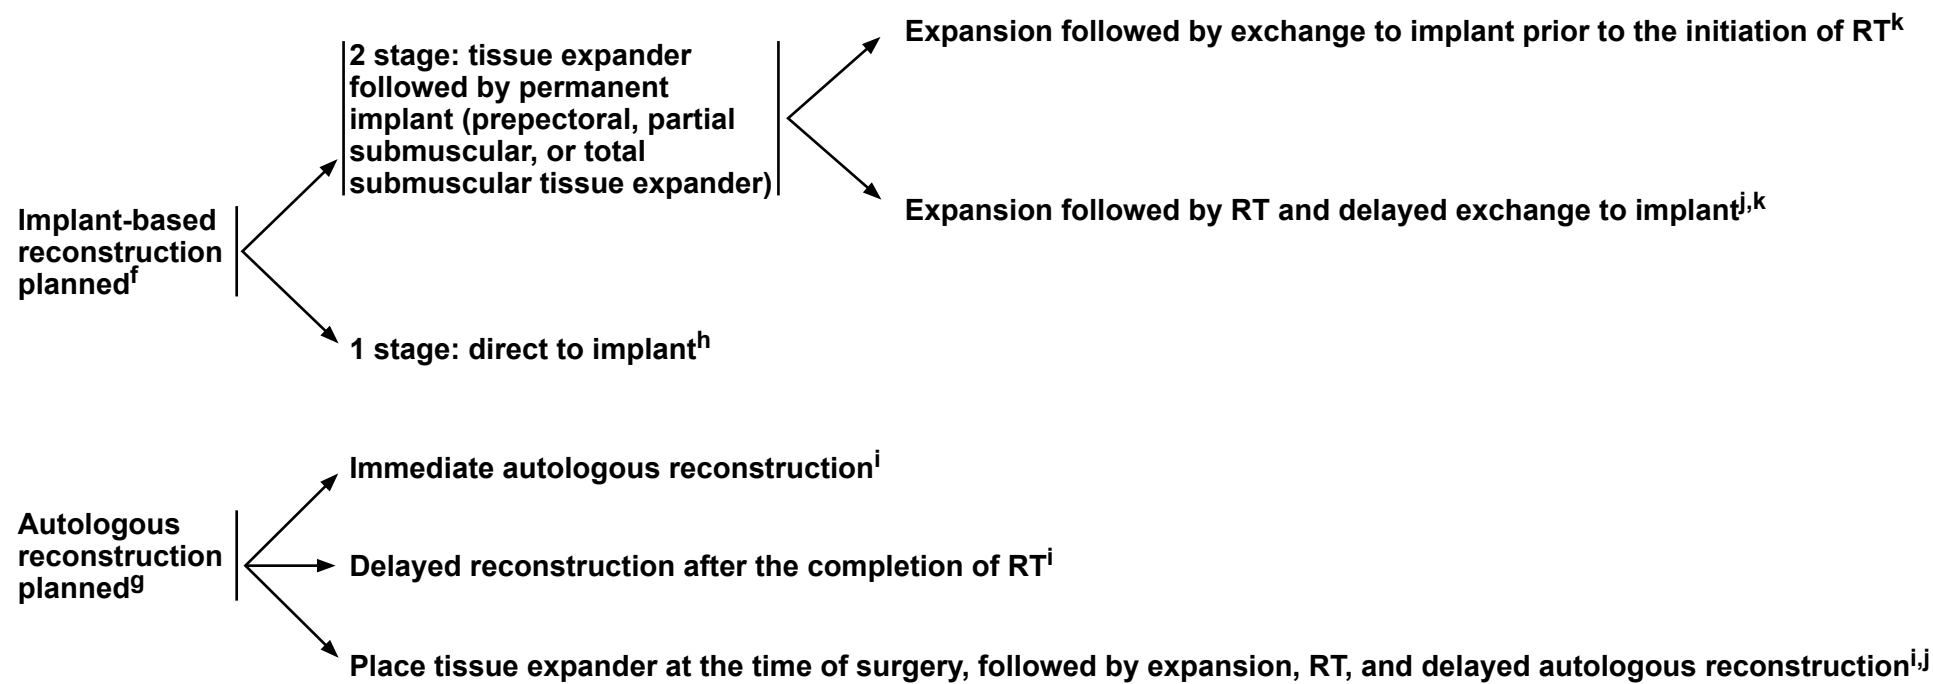 Implant-based
reconstruction
plannedf
2 stage: tissue expander
followed by permanent
implant (prepectoral, partial
submuscular, or total
submuscular tissue expander)
Expansion followed by exchange to implant prior to the initiation of RTk
Expansion followed by RT and delayed exchange to implantj,k
1 stage: direct to implanth
Autologous
reconstruction
plannedg
Immediate autologous reconstructioni
Delayed reconstruction after the completion of RTi
Place tissue expander at the time of surgery, followed by expansion, RT, and delayed autologous reconstructioni,j